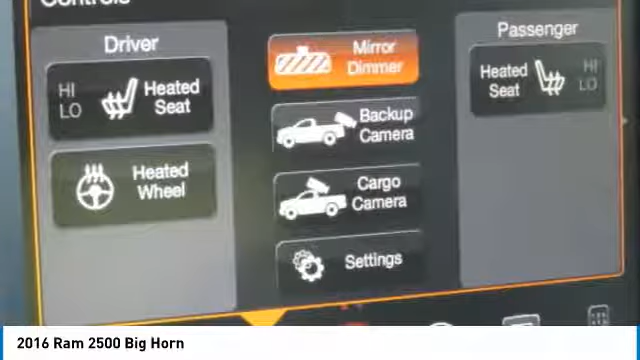 Controls
Driver
HI
LO
Heated
Seat
Heated
Wheel
Mirror
Dimmer
Backup
Camera
Cargo
Camera
Settings
Passenger
Heated
Seat
HI
LO
2016 Ram 2500 Big Horn